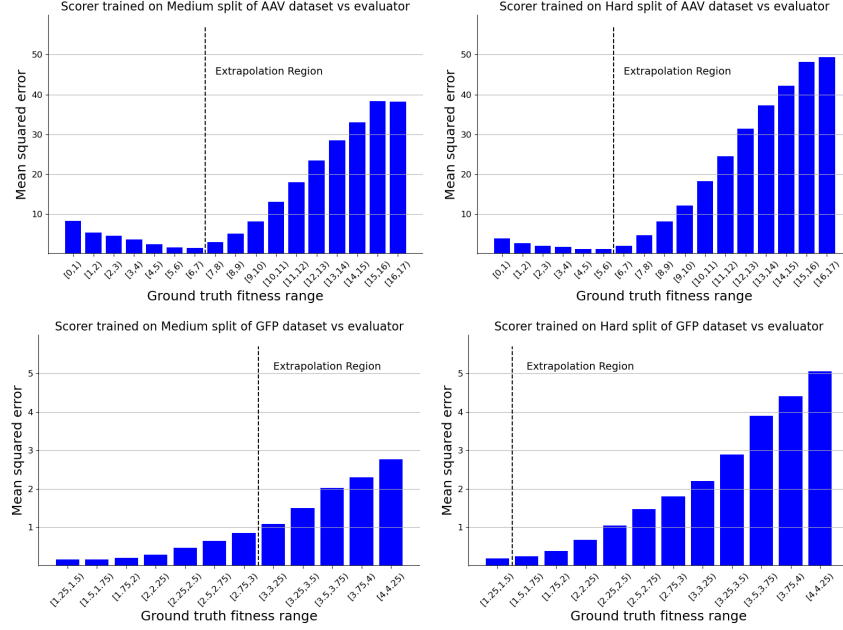 Scorer trained on Medium split of AAV dataset vs evaluator
Mean squared error
50
40
30
20
10
Extrapolation Region
[0,1) [1,2) [2,3) [3,4) [4,5) [5,6) [6,7) [7,8) [8,9) [9,10) [10,11) [11,12) [12,13) [13,14) [14,15) [15,16) [16,17)
Ground truth fitness range
Scorer trained on Hard split of AAV dataset vs evaluator
Mean squared error
50
40
30
20
10
Extrapolation Region
[0,1) [1,2) [2,3) [3,4) [4,5) [5,6) [6,7) [7,8) [8,9) [9,10) [10,11) [11,12) [12,13) [13,14) [14,15) [15,16) [16,17)
Ground truth fitness range
Scorer trained on Medium split of GFP dataset vs evaluator
Mean squared error
5
4
3
2
1
Extrapolation Region
[1.25,1.5) [1.5,1.75) [1.75,2) [2,2.25) [2.25,2.5) [2.5,2.75) [2.75,3) [3,3.25) [3.25,3.5) [3.5,3.75) [3.75,4) [4,4.25)
Ground truth fitness range
Scorer trained on Hard split of GFP dataset vs evaluator
Mean squared error
5
4
3
2
1
Extrapolation Region
[1.25,1.5) [1.5,1.75) [1.75,2) [2,2.25) [2.25,2.5) [2.5,2.75) [2.75,3) [3,3.25) [3.25,3.5) [3.5,3.75) [3.75,4) [4,4.25)
Ground truth fitness range